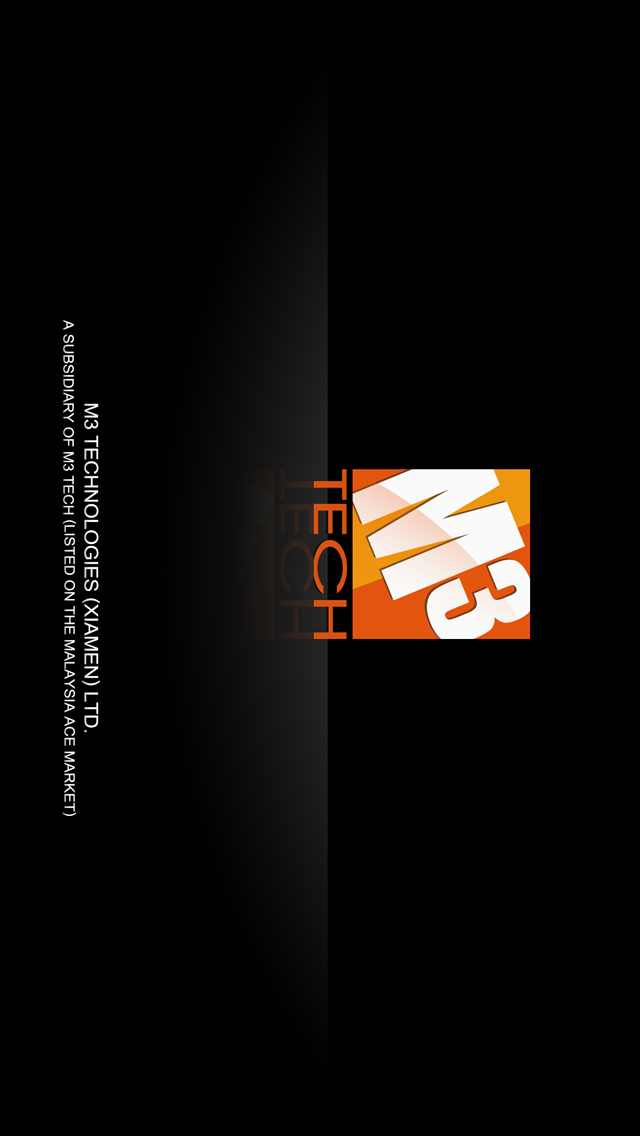 M3
TECH
M3 TECHNOLOGIES (XIAMEN) LTD.
A SUBSIDIARY OF M3 TECH (LISTED ON THE MALAYSIA ACE MARKET)